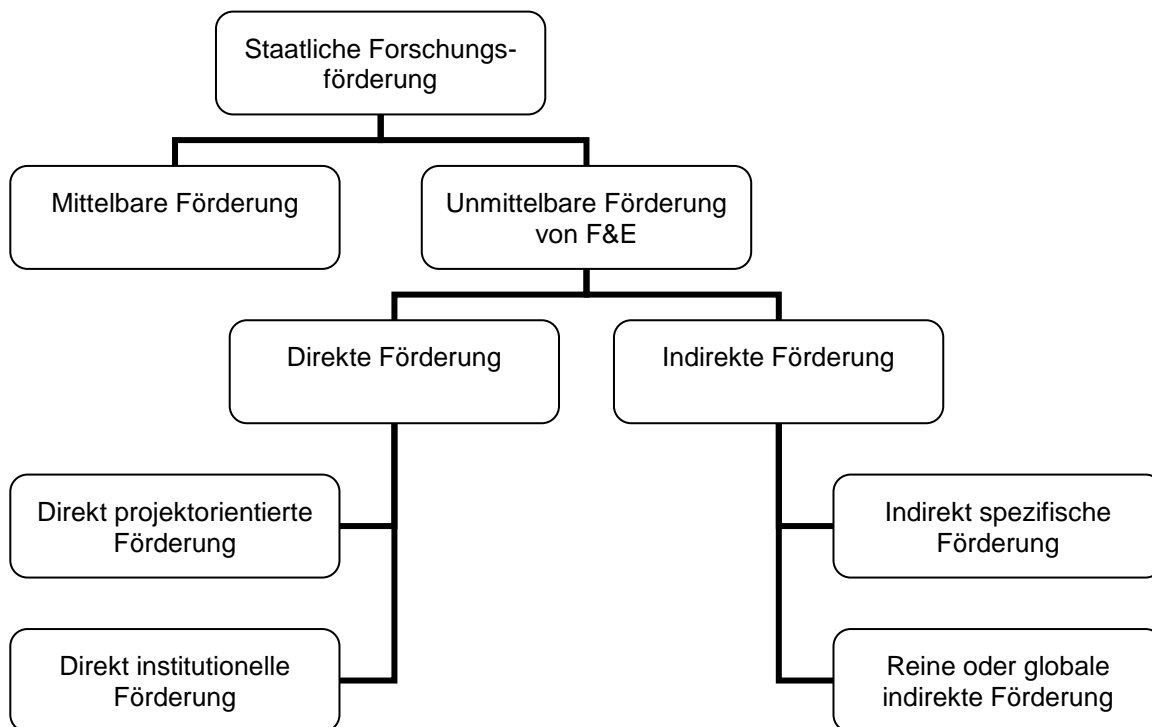 Staatliche Forschungs-
förderung
Mittelbare Förderung
Unmittelbare Förderung
von F&E
Direkte Förderung
Indirekte Förderung
Direkt projektorientierte
Förderung
Indirekt spezifische
Förderung
Direkt institutionelle
Förderung
Reine oder globale
indirekte Förderung